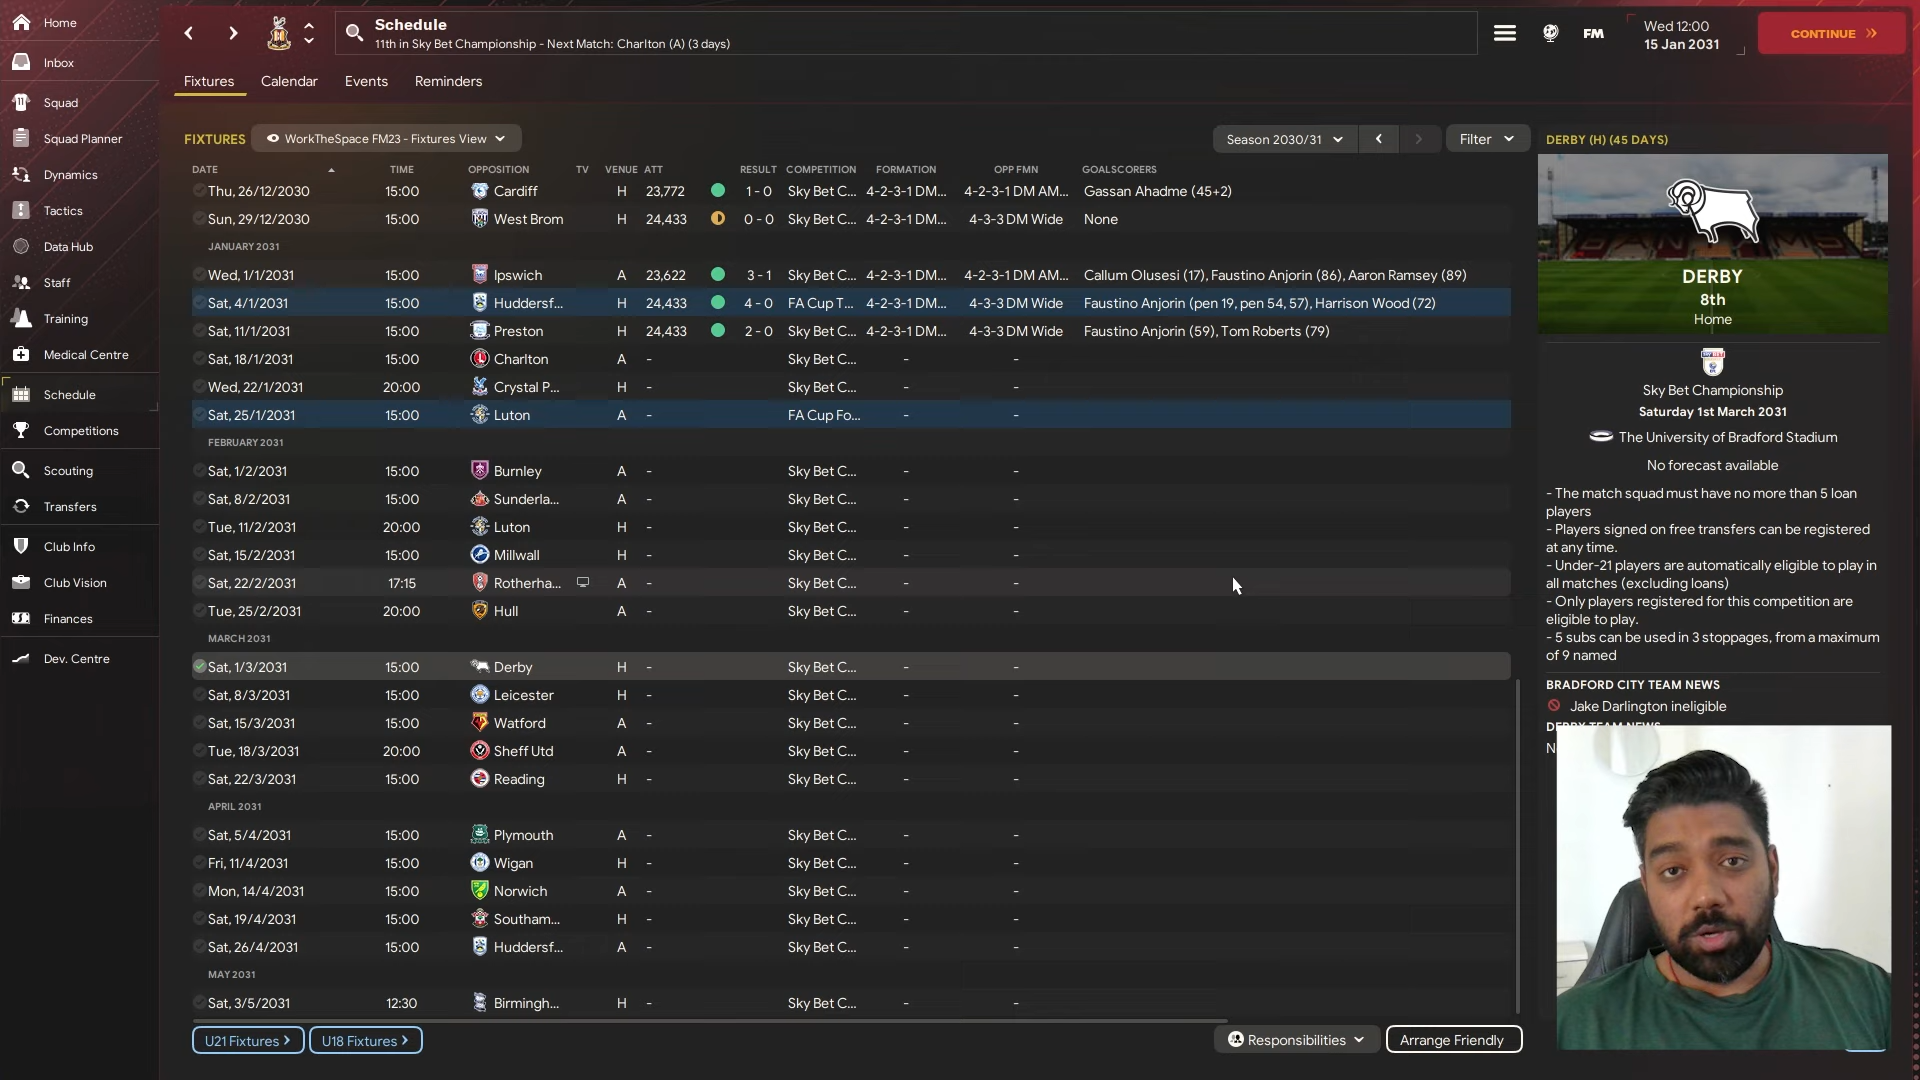 Home
Inbox
Squad
Squad Planner
Dynamics
Tactics
Data Hub
Staff
Training
Medical Centre
Schedule
Competitions
Scouting
Transfers
Club Info
Club Vision
Finances
Dev. Centre
Schedule
11th in Sky Bet Championship - Next Match: Charlton (A) (3 days)
FM
Wed 12:00
15 Jan 2031
CONTINUE
Fixtures Calendar Events Reminders
FIXTURES WorkTheSpace FM23 - Fixtures View Season 2030/31 Filter
DATE TIME OPPOSITION TV VENUE ATT RESULT COMPETITION FORMATION OPP FMN GOALSCORERS
Thu, 26/12/2030 15:00 Cardiff H 23,772 1 - 0 Sky Bet C... 4-2-3-1 DM... 4-2-3-1 DM AM... Gassan Ahadme (45+2)
Sun, 29/12/2030 15:00 West Brom H 24,433 0 - 0 Sky Bet C... 4-2-3-1 DM... 4-3-3 DM Wide None
JANUARY 2031
Wed, 1/1/2031 15:00 Ipswich A 23,622 3 - 1 Sky Bet C... 4-2-3-1 DM... 4-2-3-1 DM AM... Callum Olusesi (17), Faustino Anjorin (86), Aaron Ramsey (89)
Sat, 4/1/2031 15:00 Huddersf... H 24,433 4 - 0 FA Cup T... 4-2-3-1 DM... 4-3-3 DM Wide Faustino Anjorin (pen 19, pen 54, 57), Harrison Wood (72)
Sat, 11/1/2031 15:00 Preston H 24,433 2 - 0 Sky Bet C... 4-2-3-1 DM... 4-3-3 DM Wide Faustino Anjorin (59), Tom Roberts (79)
Sat, 18/1/2031 15:00 Charlton A - Sky Bet C... - -
Wed, 22/1/2031 20:00 Crystal P... H - Sky Bet C... - -
Sat, 25/1/2031 15:00 Luton A - FA Cup Fo... - -
FEBRUARY 2031
Sat, 1/2/2031 15:00 Burnley A - Sky Bet C... - -
Sat, 8/2/2031 15:00 Sunderla... A - Sky Bet C... - -
Tue, 11/2/2031 20:00 Luton H - Sky Bet C... - -
Sat, 15/2/2031 15:00 Millwall H - Sky Bet C... - -
Sat, 22/2/2031 17:15 Rotherha... A - Sky Bet C... - -
Tue, 25/2/2031 20:00 Hull A - Sky Bet C... - -
MARCH 2031
Sat, 1/3/2031 15:00 Derby H - Sky Bet C... - -
Sat, 8/3/2031 15:00 Leicester H - Sky Bet C... - -
Sat, 15/3/2031 15:00 Watford A - Sky Bet C... - -
Tue, 18/3/2031 20:00 Sheff Utd A - Sky Bet C... - -
Sat, 22/3/2031 15:00 Reading H - Sky Bet C... - -
APRIL 2031
Sat, 5/4/2031 15:00 Plymouth A - Sky Bet C... - -
Fri, 11/4/2031 15:00 Wigan H - Sky Bet C... - -
Mon, 14/4/2031 15:00 Norwich A - Sky Bet C... - -
Sat, 19/4/2031 15:00 Southam... H - Sky Bet C... - -
Sat, 26/4/2031 15:00 Huddersf... A - Sky Bet C... - -
MAY 2031
Sat, 3/5/2031 12:30 Birmingh... H - Sky Bet C... - -
U21 Fixtures U18 Fixtures Responsibilities Arrange Friendly
DERBY (H) (45 DAYS)
DERBY
8th
Home
Sky Bet Championship
Saturday 1st March 2031
The University of Bradford Stadium
No forecast available
- The match squad must have no more than 5 loan
players
- Players signed on free transfers can be registered
at any time.
- Under-21 players are automatically eligible to play in
all matches (excluding loans)
- Only players registered for this competition are
eligible to play.
- 5 subs can be used in 3 stoppages, from a maximum
of 9 named
BRADFORD CITY TEAM NEWS
Jake Darlington ineligible
DERBY TEAM NEWS